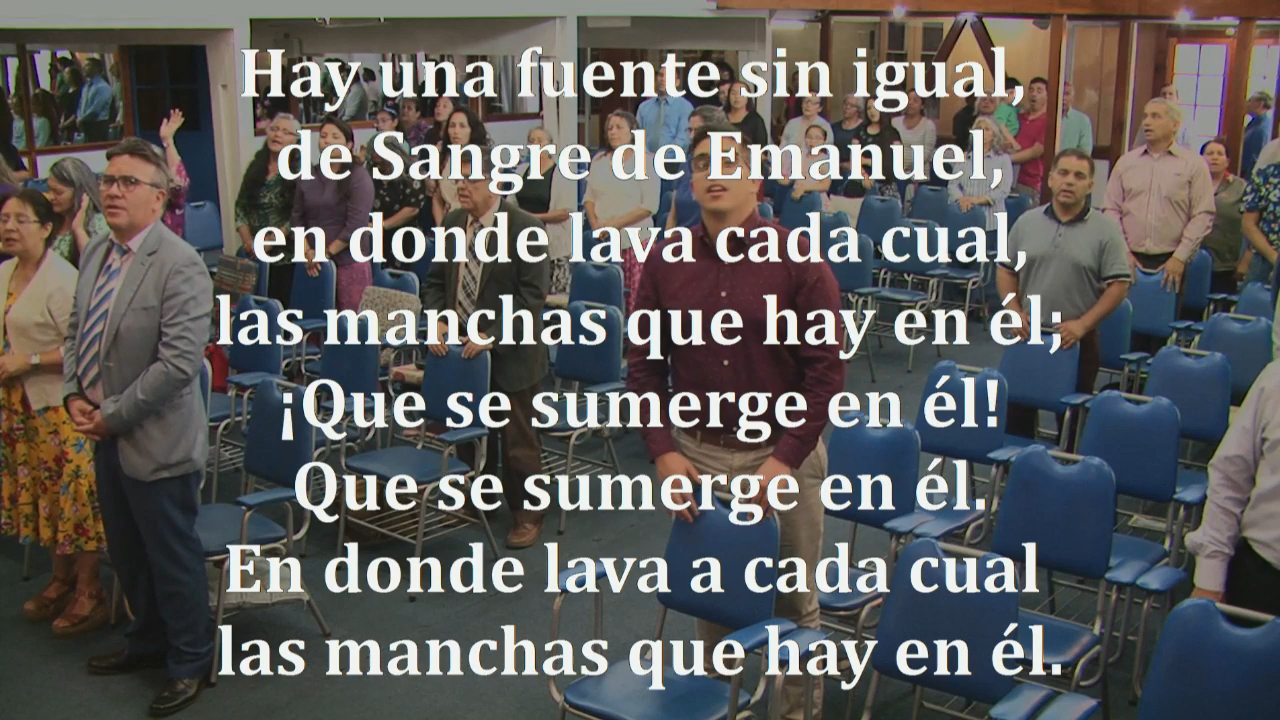 Hay una fuente sin igual,
de Sangre de Emanuel,
en donde lava cada cual,
las manchas que hay en él;
¡Que se sumerge en él!
Que se sumerge en él.
En donde lava a cada cual
las manchas que hay en él.